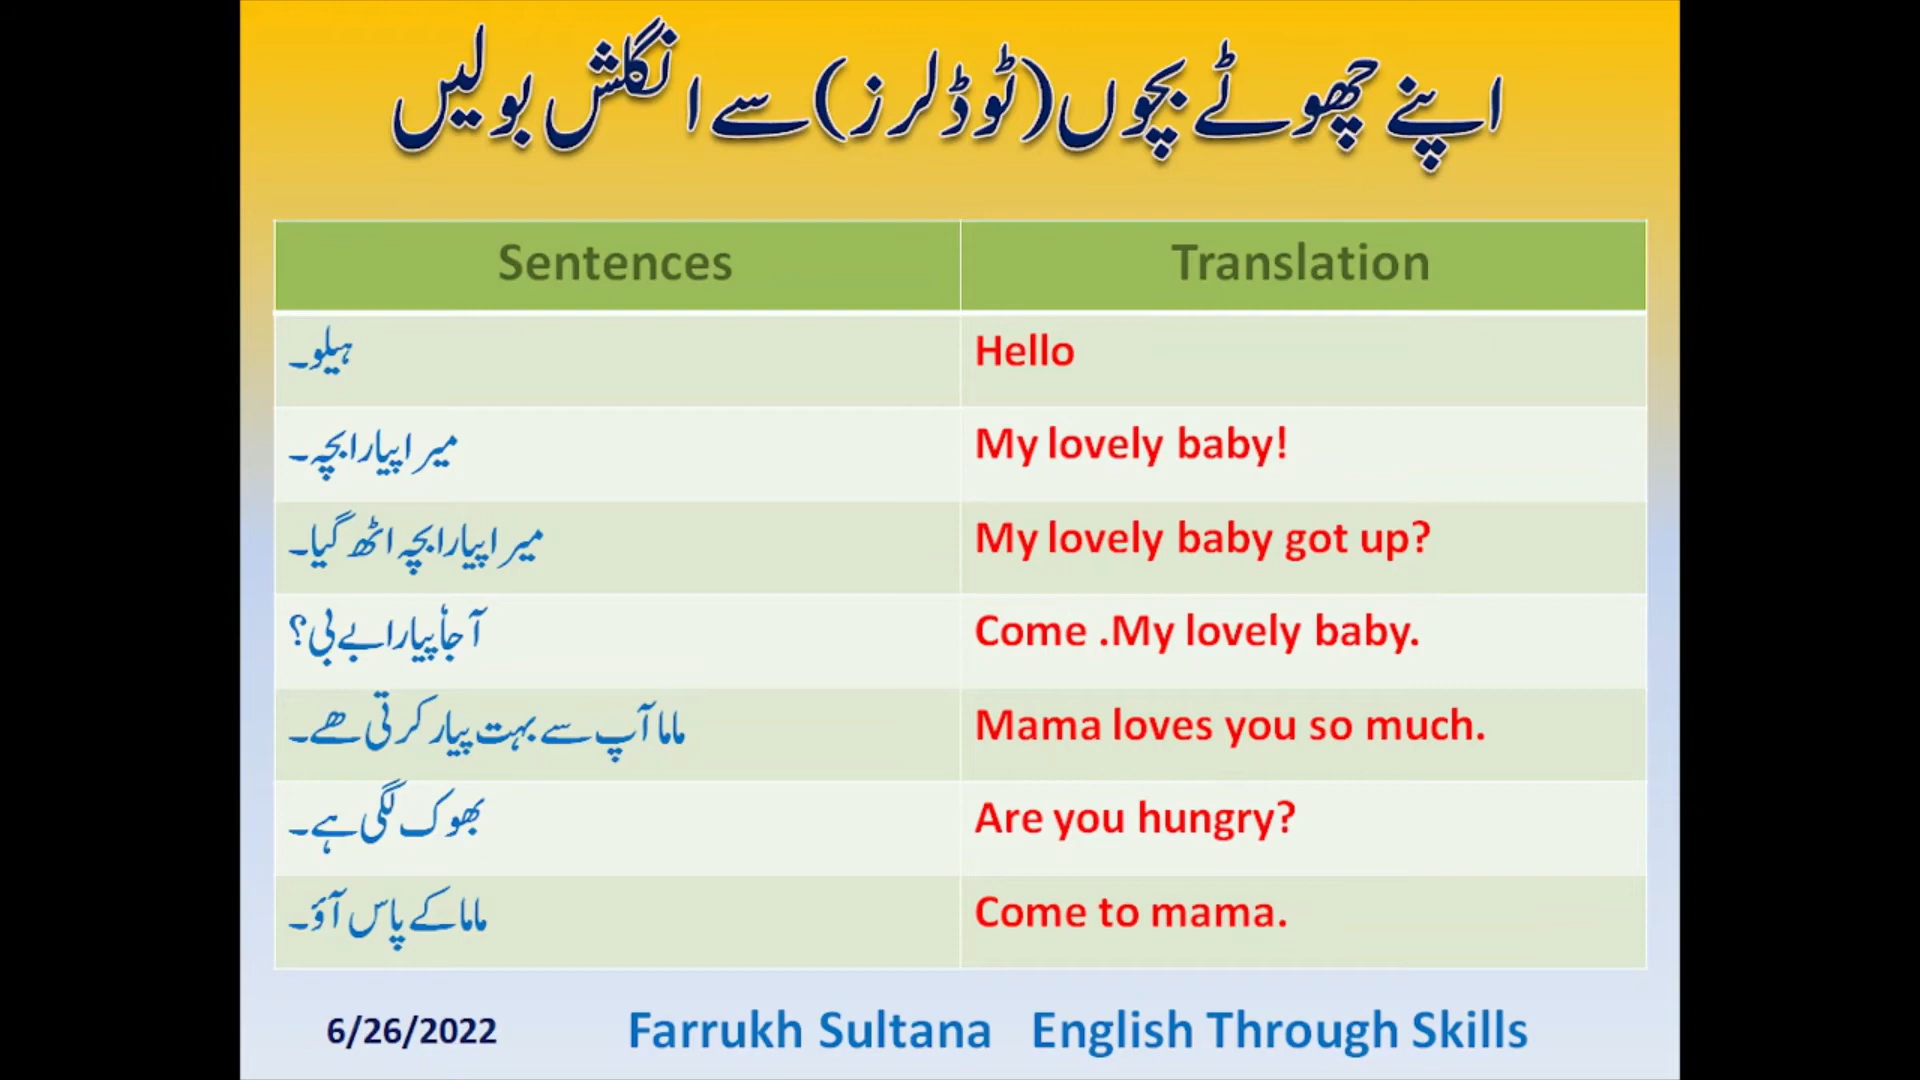 اپنے چھوٹے بچوں(ٹوڈلرز)سے انگلش بولیں
Sentences Translation
ہیلو۔ Hello
میرا پیارا بچہ۔ My lovely baby!
میرا پیارا بچہ اٹھ گیا۔ My lovely baby got up?
آ جاٗ پیارا بے بی؟ Come .My lovely baby.
ماما آپ سے بہت پیار کرتی ھے۔ Mama loves you so much.
بھوک لگی ہے۔ Are you hungry?
ماما کے پاس آؤ۔ Come to mama.
6/26/2022 Farrukh Sultana English Through Skills